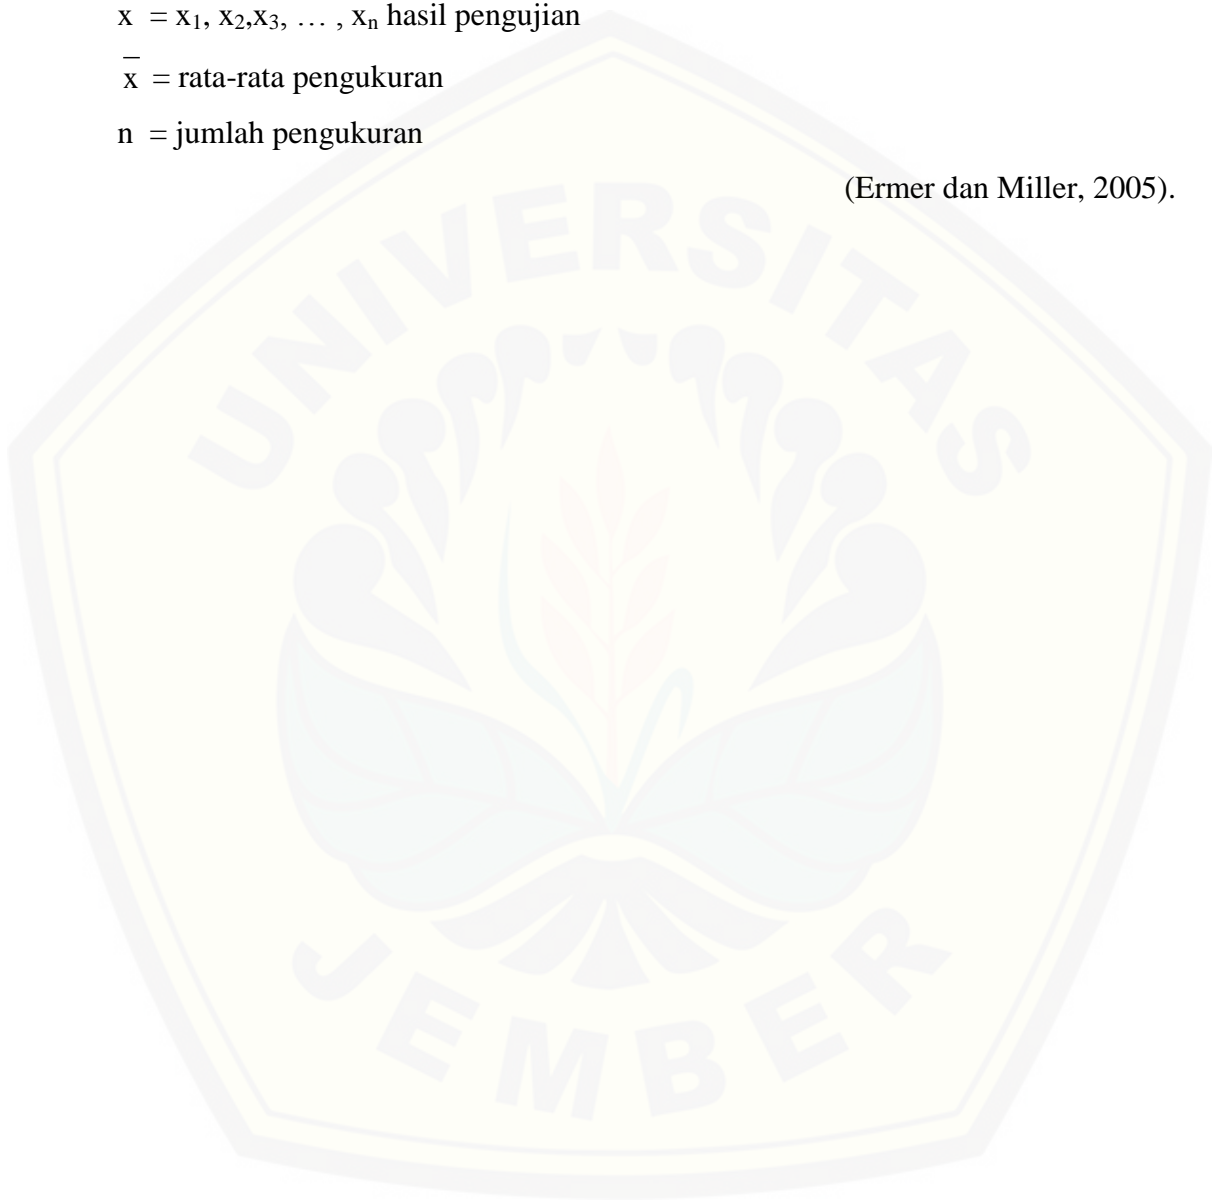 x = x₁, x₂,x₃, … , xₙ hasil pengujian
x̅ = rata-rata pengukuran
n = jumlah pengukuran
(Ermer dan Miller, 2005).
UNIVERSITAS
JEMBER